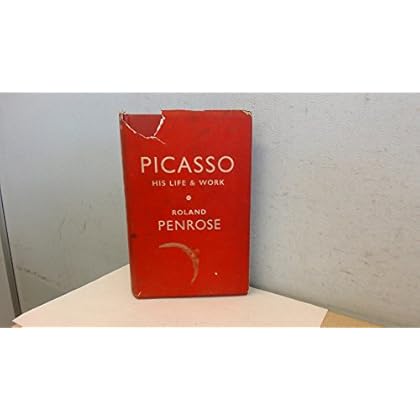 PICASSO
HIS LIFE & WORK
ROLAND
PENROSE